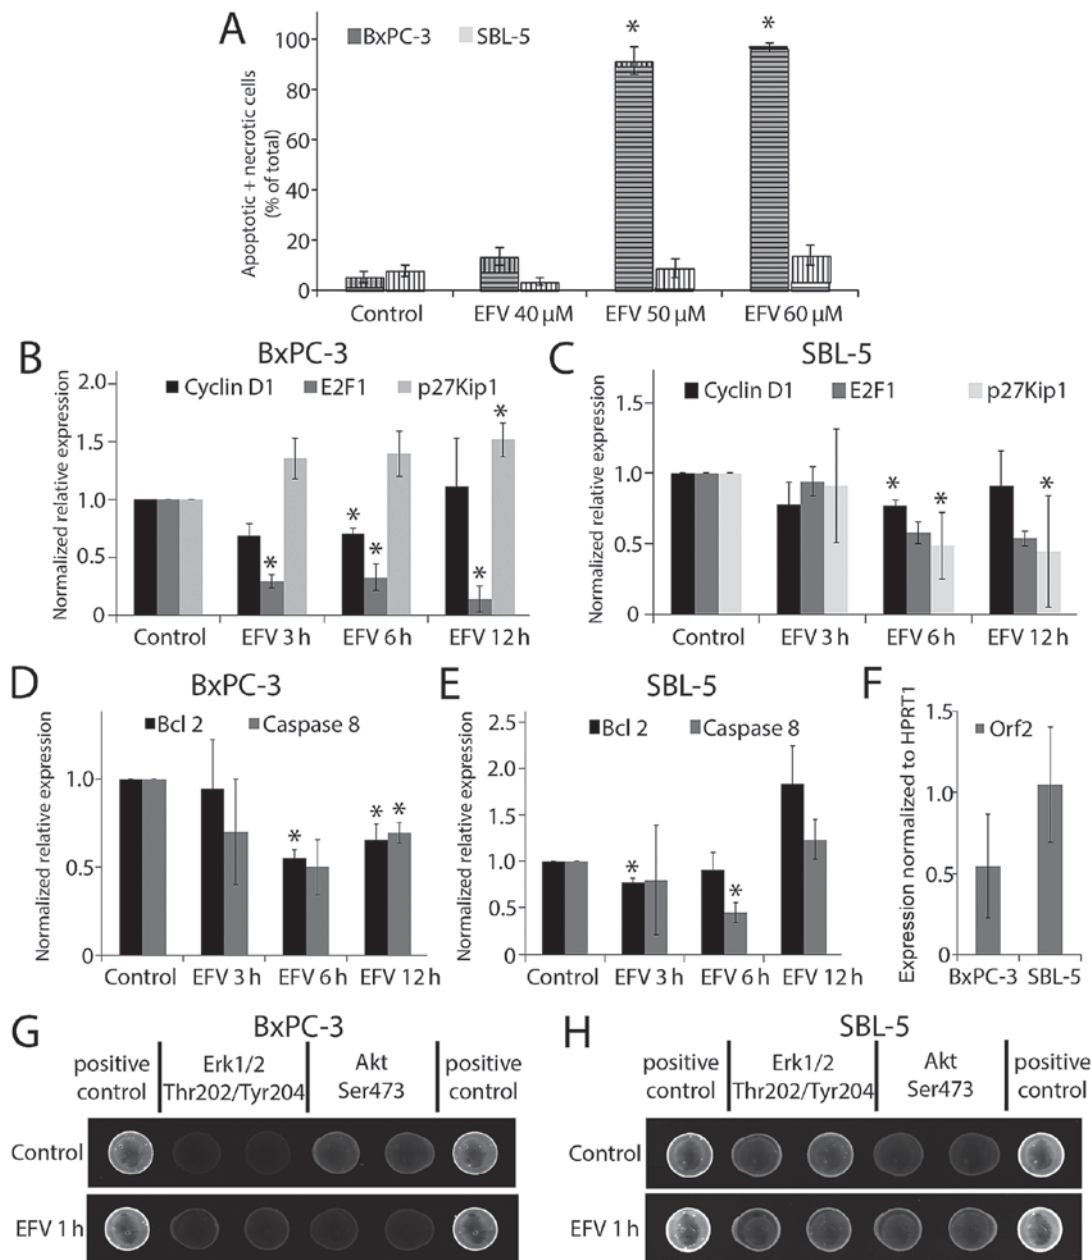 A
BxPC-3 SBL-5
Apoptotic + necrotic cells
(% of total)
100
80
60
40
20
0
* *
Control EFV 40 µM EFV 50 µM EFV 60 µM
B BxPC-3
Cyclin D1 E2F1 p27Kip1
Normalized relative expression
2.0
1.5
1.0
0.5
0
* * * * *
Control EFV 3 h EFV 6 h EFV 12 h
C SBL-5
Cyclin D1 E2F1 p27Kip1
Normalized relative expression
1.5
1.0
0.5
0
* * *
Control EFV 3 h EFV 6 h EFV 12 h
D BxPC-3
Bcl 2 Caspase 8
Normalized relative expression
1.0
0.5
0
* * *
Control EFV 3 h EFV 6 h EFV 12 h
E SBL-5
Bcl 2 Caspase 8
Normalized relative expression
2.5
2.0
1.5
1.0
0.5
0
* *
Control EFV 3 h EFV 6 h EFV 12 h
F
Orf2
Expression normalized to HPRT1
1.5
1.0
0.5
0
BxPC-3 SBL-5
G BxPC-3
positive control
Erk1/2 Thr202/Tyr204
Akt Ser473
positive control
Control
EFV 1 h
H SBL-5
positive control
Erk1/2 Thr202/Tyr204
Akt Ser473
positive control
Control
EFV 1 h